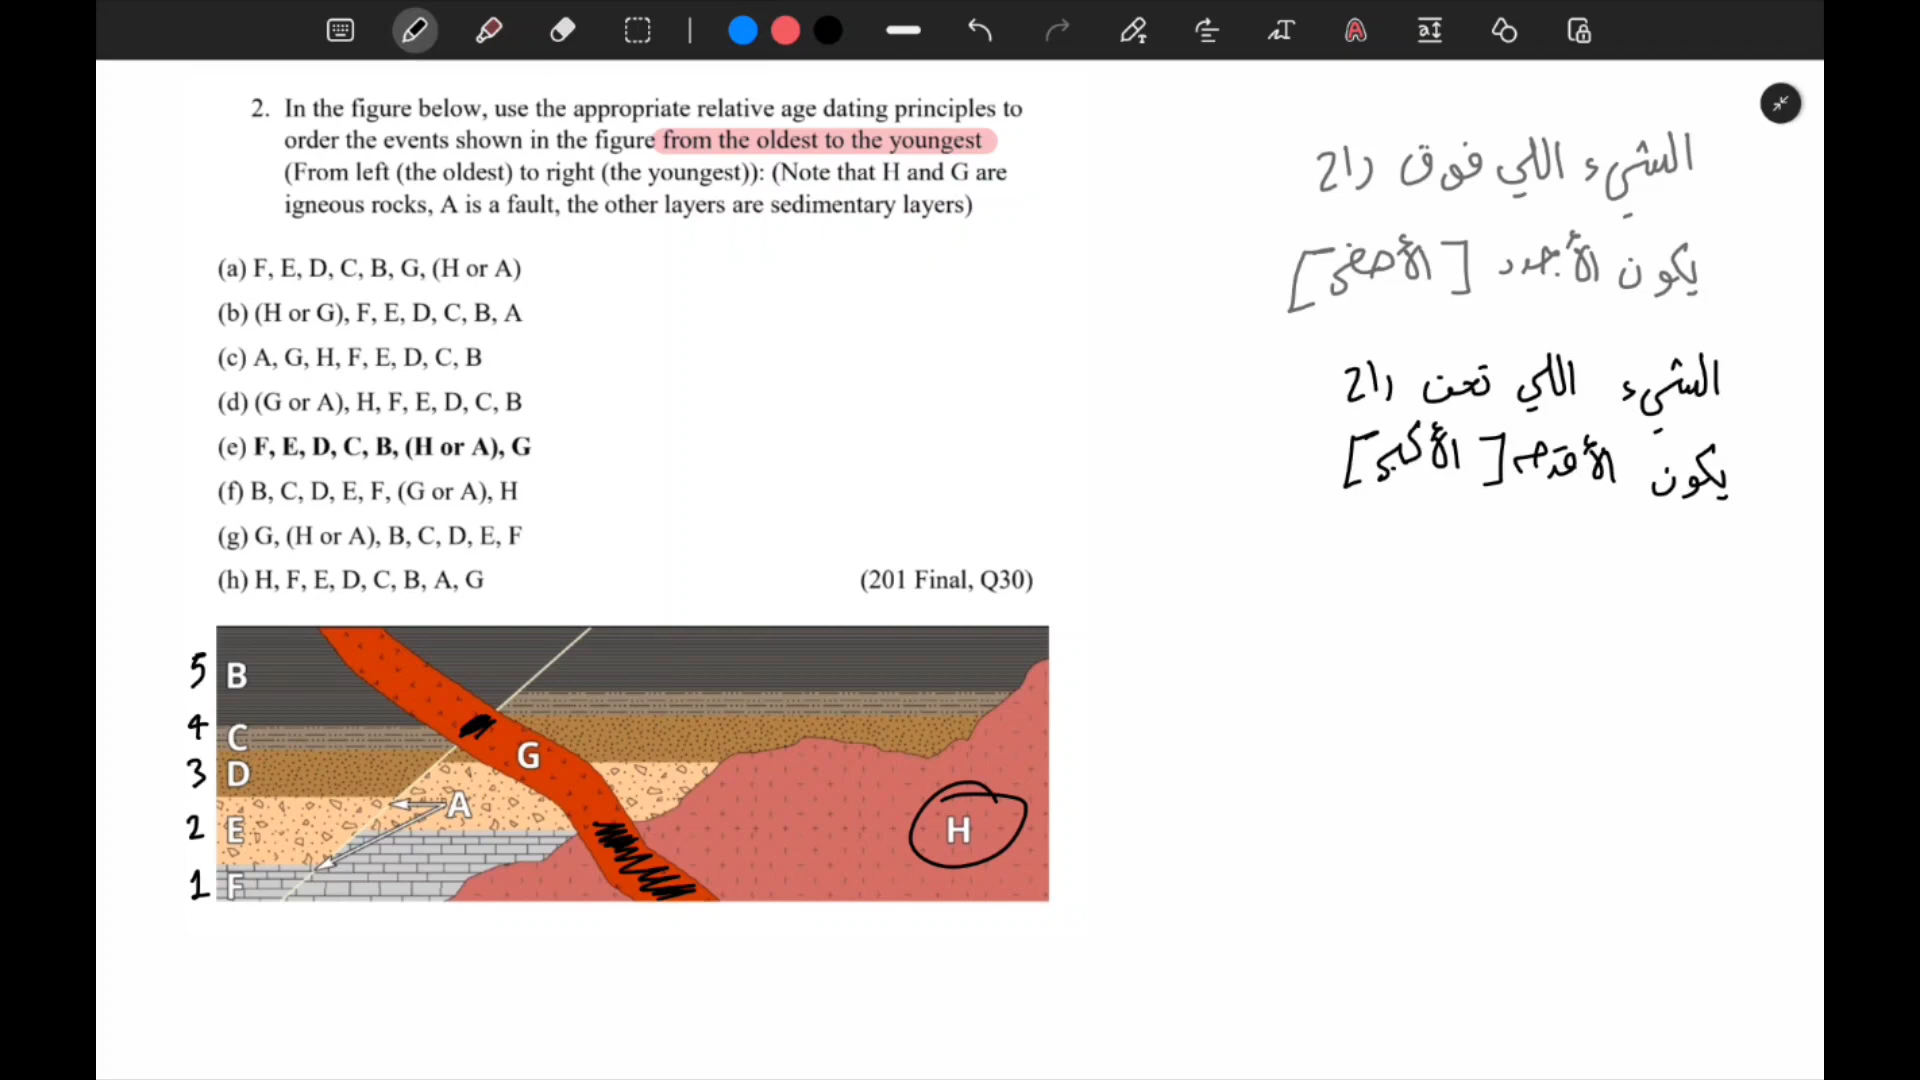 2. In the figure below, use the appropriate relative age dating principles to
order the events shown in the figure from the oldest to the youngest
(From left (the oldest) to right (the youngest)): (Note that H and G are
igneous rocks, A is a fault, the other layers are sedimentary layers)
(a) F, E, D, C, B, G, (H or A)
(b) (H or G), F, E, D, C, B, A
(c) A, G, H, F, E, D, C, B
(d) (G or A), H, F, E, D, C, B
(e) F, E, D, C, B, (H or A), G
(f) B, C, D, E, F, (G or A), H
(g) G, (H or A), B, C, D, E, F
(h) H, F, E, D, C, B, A, G
(201 Final, Q30)
5 B
4 C
3 D
2 E
1 F
G
A
H
الشيء اللي فوق راح
يكون الأجدد [الأصغر]
الشيء اللي تحت راح
يكون الأقدم [الأكبر]